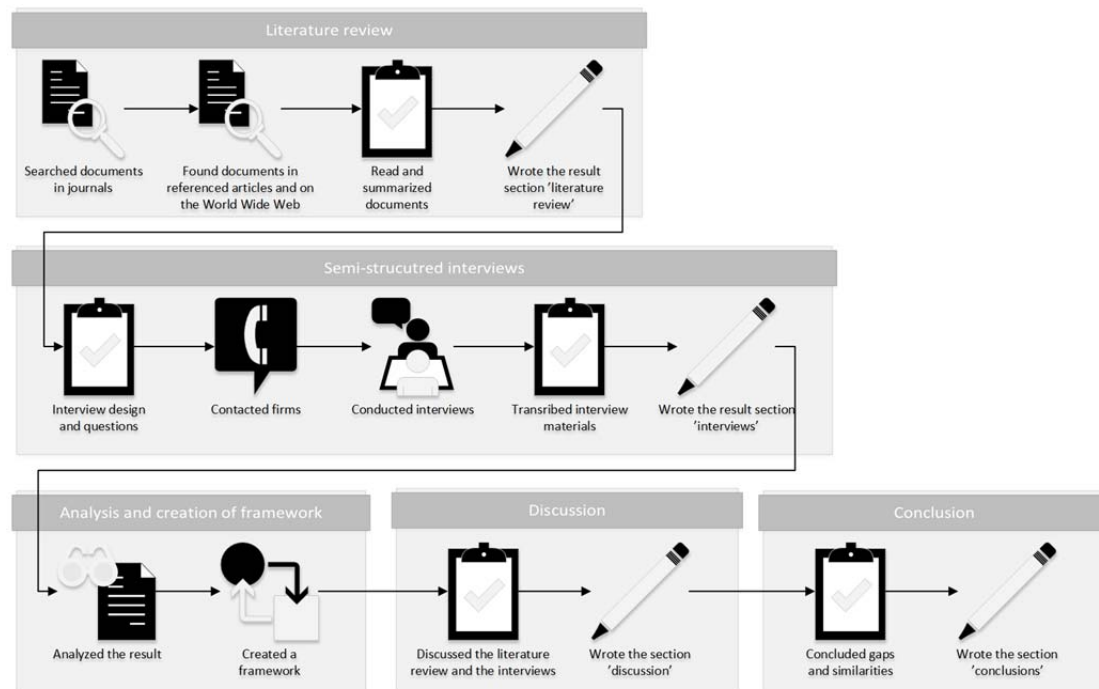 Literature review
Searched documents
in journals
Found documents in
referenced articles and on
the World Wide Web
Read and
summarized
documents
Wrote the result
section 'literature
review'
Semi-strucutred interviews
Interview design
and questions
Contacted firms
Conducted interviews
Transribed interview
materials
Wrote the result section
'interviews'
Analysis and creation of framework
Analyzed the result
Created a
framework
Discussion
Discussed the literature
review and the interviews
Wrote the section
'discussion'
Conclusion
Concluded gaps
and similarities
Wrote the section
'conclusions'